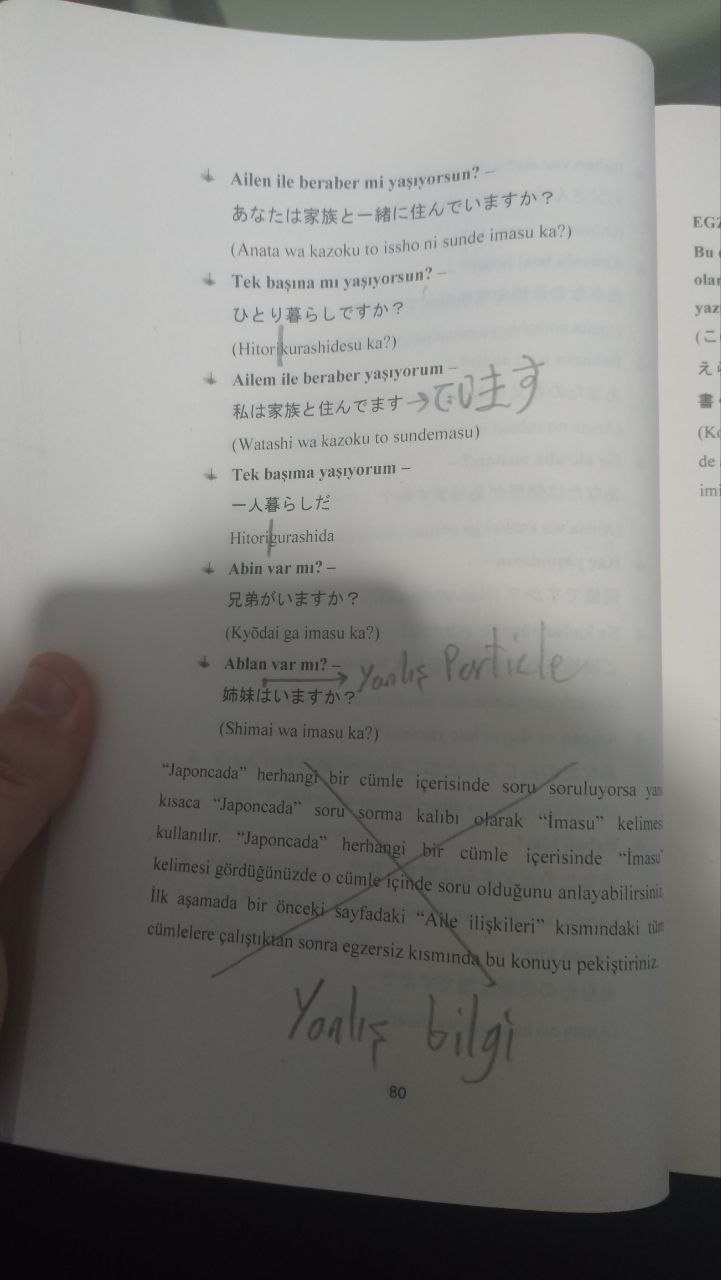 Ailen ile beraber mi yaşıyorsun? –
あなたは家族と一緒に住んでいますか？
(Anata wa kazoku to issho ni sunde imasu ka?)
Tek başına mı yaşıyorsun? –
ひとり暮らしですか？
(Hitorikurashidesu ka?)
Ailem ile beraber yaşıyorum –
私は家族と住んでます → でいます
(Watashi wa kazoku to sundemasu)
Tek başıma yaşıyorum –
一人暮らしだ
Hitorigurashida
Abin var mı? –
兄弟がいますか？
(Kyōdai ga imasu ka?)
Ablan var mı? –
姉妹はいますか？ → Yanlış Particle
(Shimai wa imasu ka?)
“Japoncada” herhangi bir cümle içerisinde soru soruluyorsa yani
kısaca “Japoncada” soru sorma kalıbı olarak “İmasu” kelimesi
kullanılır. “Japoncada” herhangi bir cümle içerisinde “İmasu”
kelimesi gördüğünüzde o cümle içinde soru olduğunu anlayabilirsiniz.
İlk aşamada bir önceki sayfadaki “Aile ilişkileri” kısmındaki tüm
cümlelere çalıştıktan sonra egzersiz kısmında bu konuyu pekiştiriniz.
Yanlış bilgi
80
EGZ
Bu
olar
yaz
(こ
えら
書
(Ko
de
imi